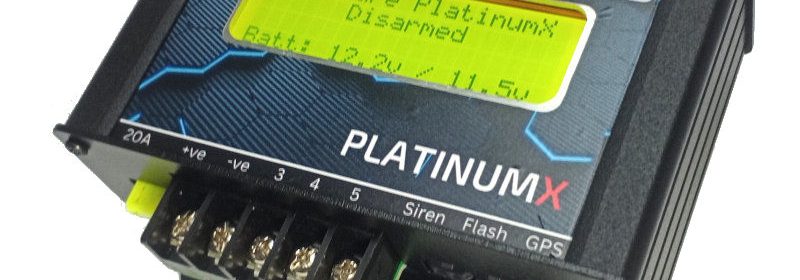 PlatinumX
Disarmed
Batt: 12.2v / 11.5v
PLATINUMX
20A +ve -ve 3 4 5 Siren Flash GPS